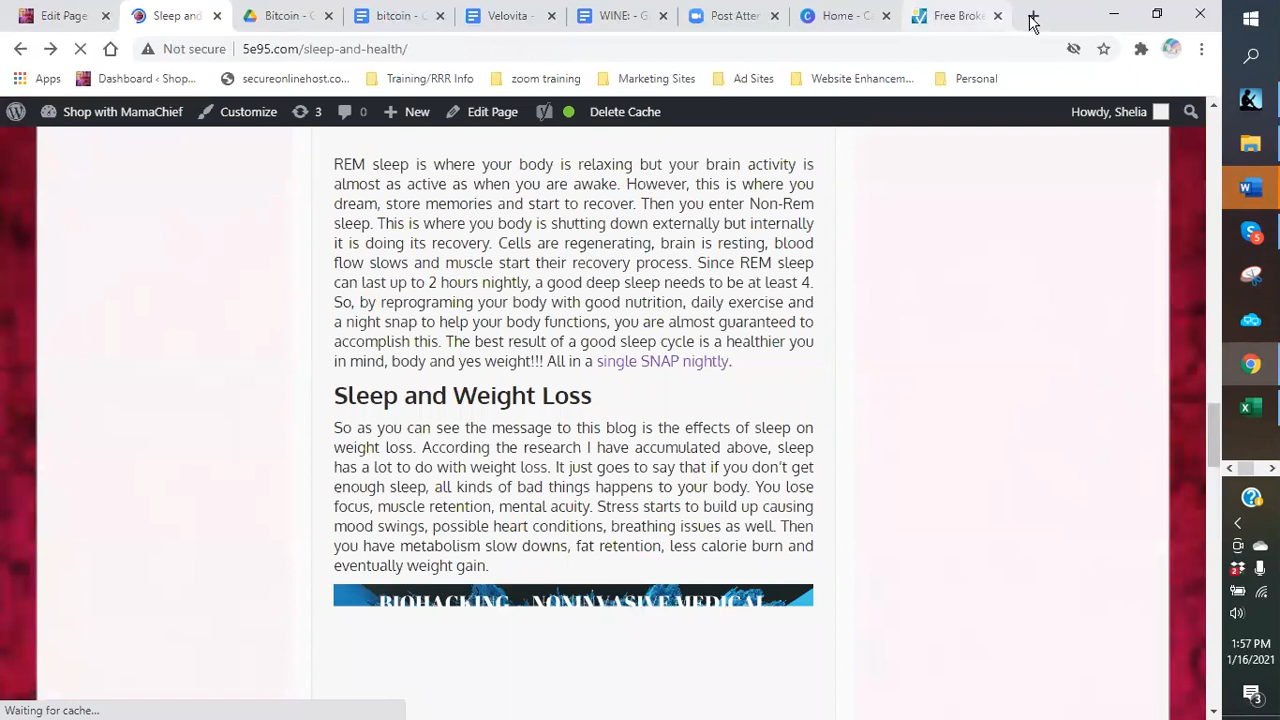 Edit Page
Sleep and
Bitcoin - G
bitcoin - G
Velovita -
WINE: - G
Post Atter
Home - Ca
Free Broke
Not secure
5e95.com/sleep-and-health/
Apps
Dashboard ‹ Shop...
secureonlinehost.co...
Training/RRR Info
zoom training
Marketing Sites
Ad Sites
Website Enhancem...
Personal
Shop with MamaChief
Customize
3
0
New
Edit Page
Delete Cache
Howdy, Shelia
REM sleep is where your body is relaxing but your brain activity is
almost as active as when you are awake. However, this is where you
dream, store memories and start to recover. Then you enter Non-Rem
sleep. This is where you body is shutting down externally but internally
it is doing its recovery. Cells are regenerating, brain is resting, blood
flow slows and muscle start their recovery process. Since REM sleep
can last up to 2 hours nightly, a good deep sleep needs to be at least 4.
So, by reprograming your body with good nutrition, daily exercise and
a night snap to help your body functions, you are almost guaranteed to
accomplish this. The best result of a good sleep cycle is a healthier you
in mind, body and yes weight!!! All in a single SNAP nightly.
Sleep and Weight Loss
So as you can see the message to this blog is the effects of sleep on
weight loss. According the research I have accumulated above, sleep
has a lot to do with weight loss. It just goes to say that if you don't get
enough sleep, all kinds of bad things happens to your body. You lose
focus, muscle retention, mental acuity. Stress starts to build up causing
mood swings, possible heart conditions, breathing issues as well. Then
you have metabolism slow downs, fat retention, less calorie burn and
eventually weight gain.
BIOHACKING NONINVASIVE MEDICAL
Waiting for cache...
1:57 PM
1/16/2021
3